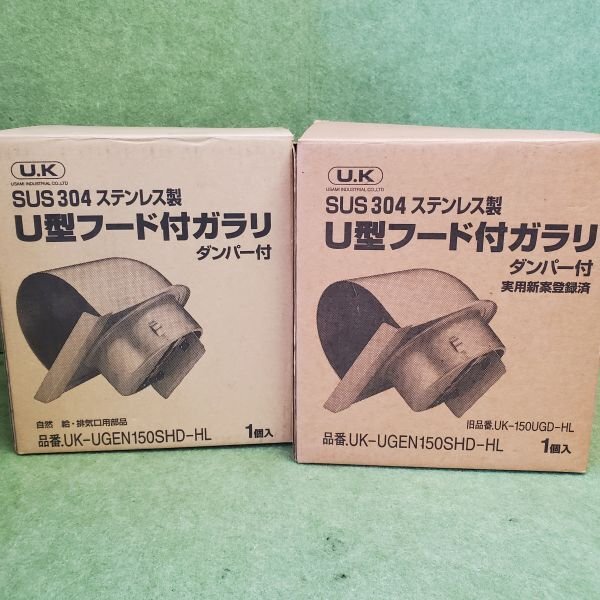 U.K
USAMI INDUSTRIAL CO.,LTD
SUS 304 ステンレス製
U型フード付ガラリ
ダンパー付
自然 給・排気口用部品
品番.UK-UGEN150SHD-HL 1個入
U.K
USAMI INDUSTRIAL CO.,LTD
SUS 304 ステンレス製
U型フード付ガラリ
ダンパー付
実用新案登録済
旧品番.UK-150UGD-HL
品番.UK-UGEN150SHD-HL 1個入